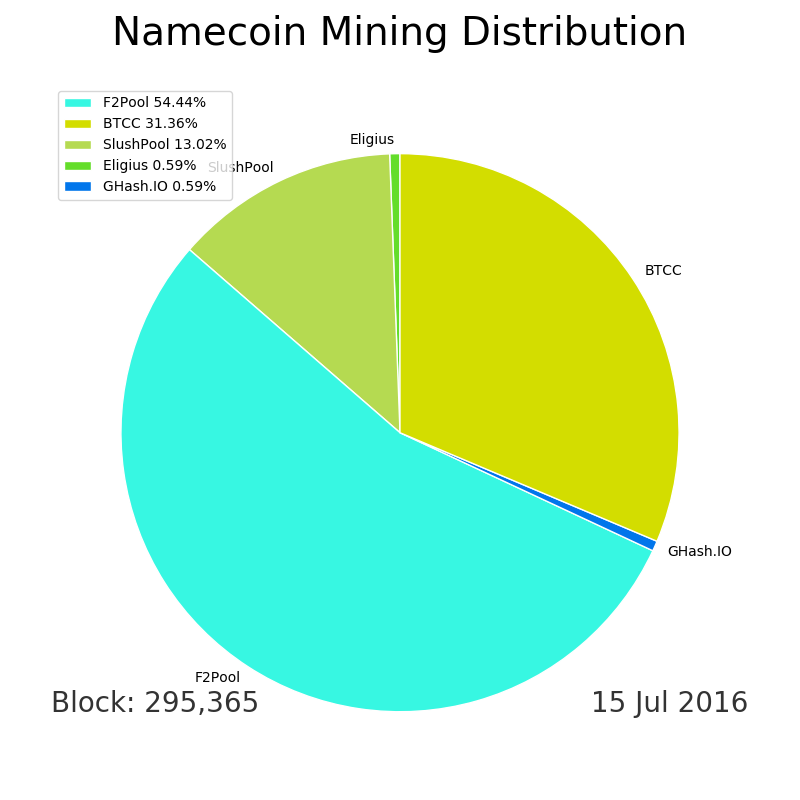 Namecoin Mining Distribution
F2Pool 54.44%
BTCC 31.36%
SlushPool 13.02%
Eligius 0.59%
GHash.IO 0.59%
Eligius
SlushPool
BTCC
GHash.IO
F2Pool
Block: 295,365
15 Jul 2016